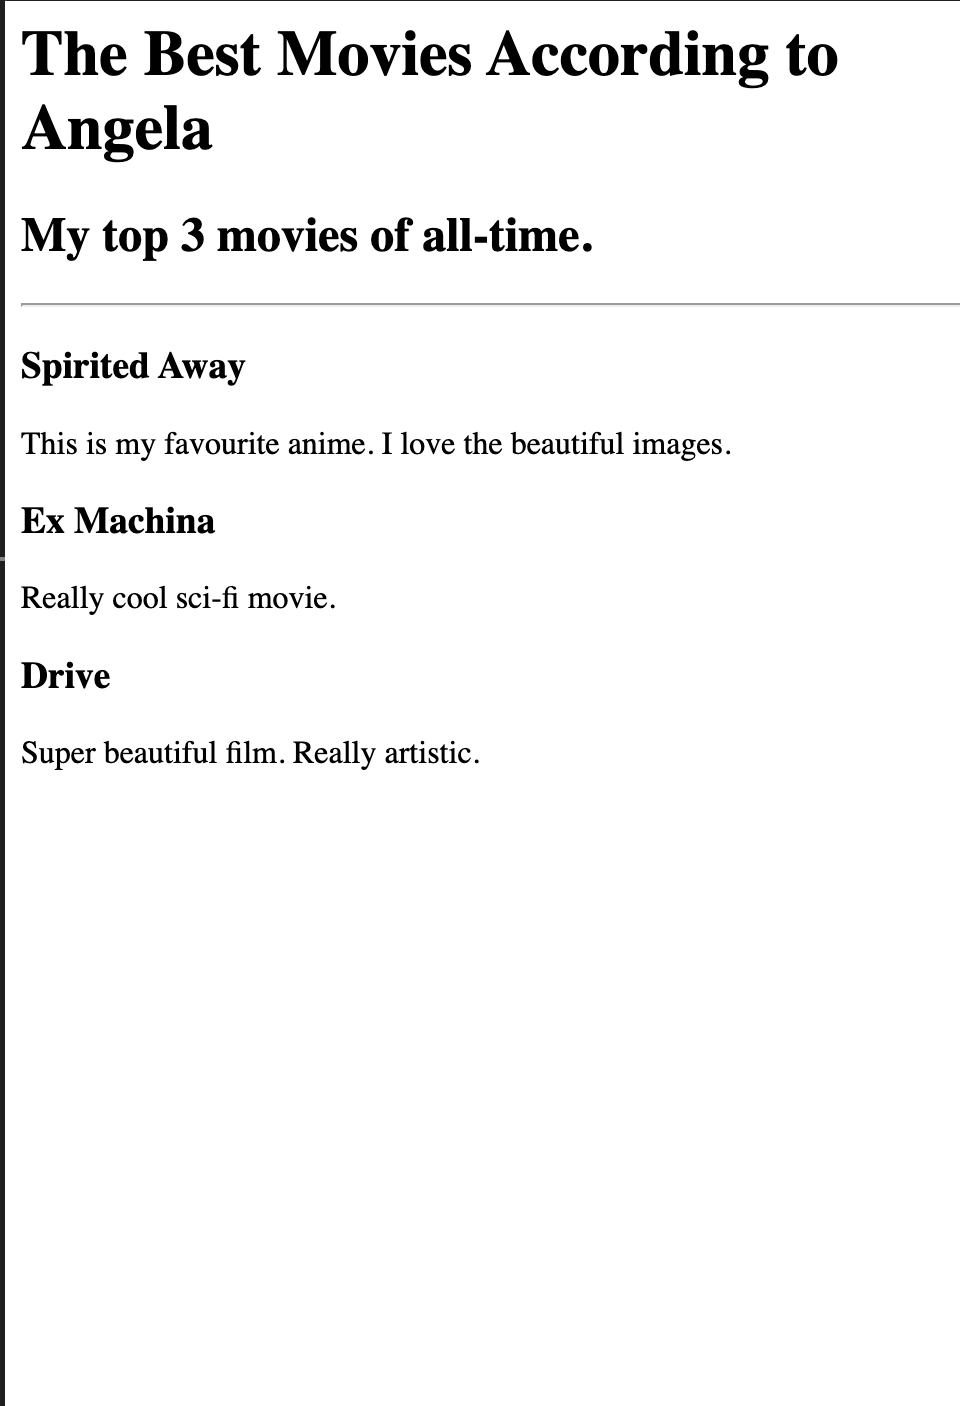 The Best Movies According to
Angela
My top 3 movies of all-time.
Spirited Away
This is my favourite anime. I love the beautiful images.
Ex Machina
Really cool sci-fi movie.
Drive
Super beautiful film. Really artistic.